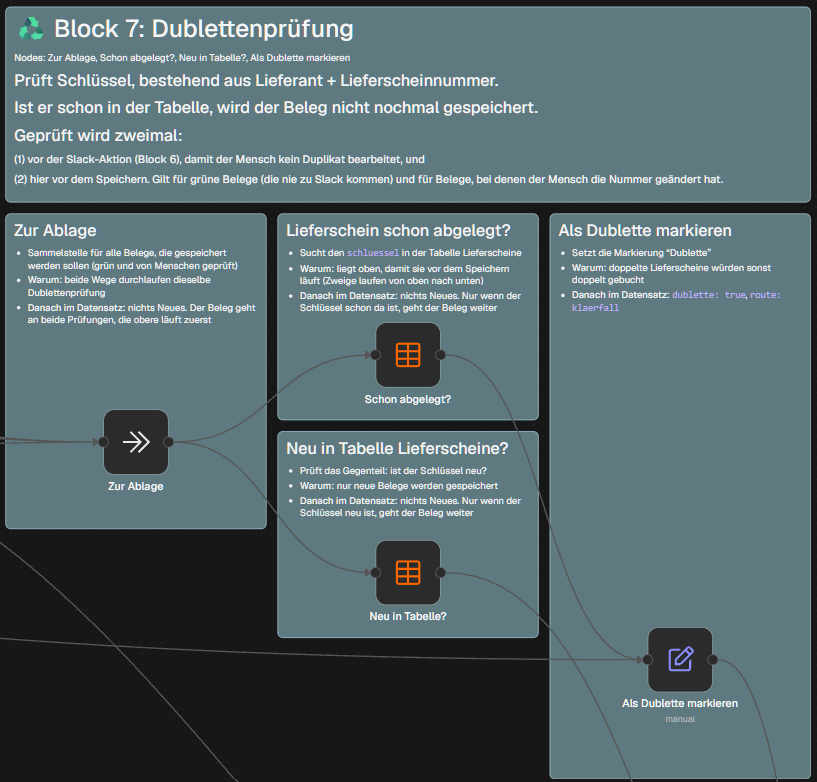 Block 7: Dublettenprüfung
Nodes: Zur Ablage, Schon abgelegt?, Neu in Tabelle?, Als Dublette markieren
Prüft Schlüssel, bestehend aus Lieferant + Lieferscheinnummer.
Ist er schon in der Tabelle, wird der Beleg nicht nochmal gespeichert.
Geprüft wird zweimal:
(1) vor der Slack-Aktion (Block 6), damit der Mensch kein Duplikat bearbeitet, und
(2) hier vor dem Speichern. Gilt für grüne Belege (die nie zu Slack kommen) und für Belege, bei denen der Mensch die Nummer geändert hat.
Zur Ablage
• Sammelstelle für alle Belege, die gespeichert
werden sollen (grün und von Menschen geprüft)
• Warum: beide Wege durchlaufen dieselbe
Dublettenprüfung
• Danach im Datensatz: nichts Neues. Der Beleg geht
an beide Prüfungen, die obere läuft zuerst
Zur Ablage
Lieferschein schon abgelegt?
• Sucht den schluessel in der Tabelle Lieferscheine
• Warum: liegt oben, damit sie vor dem Speichern
läuft (Zweige laufen von oben nach unten)
• Danach im Datensatz: nichts Neues. Nur wenn der
Schlüssel schon da ist, geht der Beleg weiter
Schon abgelegt?
Neu in Tabelle Lieferscheine?
• Prüft das Gegenteil: ist der Schlüssel neu?
• Warum: nur neue Belege werden gespeichert
• Danach im Datensatz: nichts Neues. Nur wenn der
Schlüssel neu ist, geht der Beleg weiter
Neu in Tabelle?
Als Dublette markieren
• Setzt die Markierung “Dublette”
• Warum: doppelte Lieferscheine würden sonst
doppelt gebucht
• Danach im Datensatz: dublette: true, route:
klaerfall
Als Dublette markieren
manual